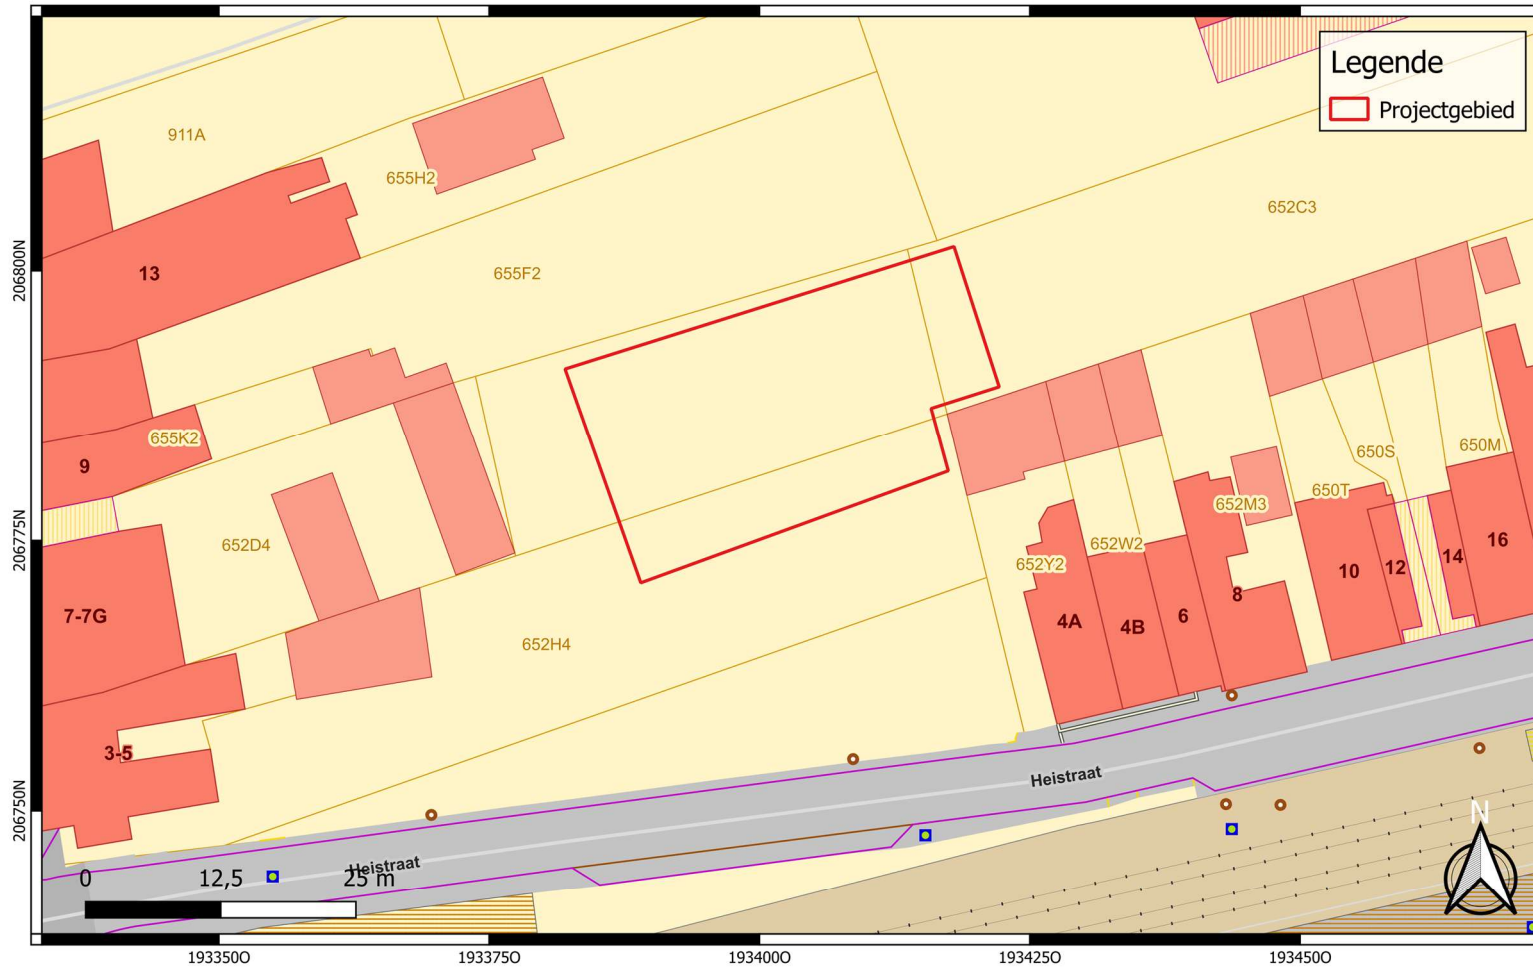 Legende
Projectgebied
911A
655H2
652C3
13
655F2
206800N
655K2
9
650S
650M
650T
652M3
206775N
652D4
652W2
652Y2
16
14
12
10
8
7-7G
4A
4B
6
652H4
3-5
Heistraat
206750N
Heistraat
N
0
12,5
25 m
193350O
193375O
193400O
193425O
193450O